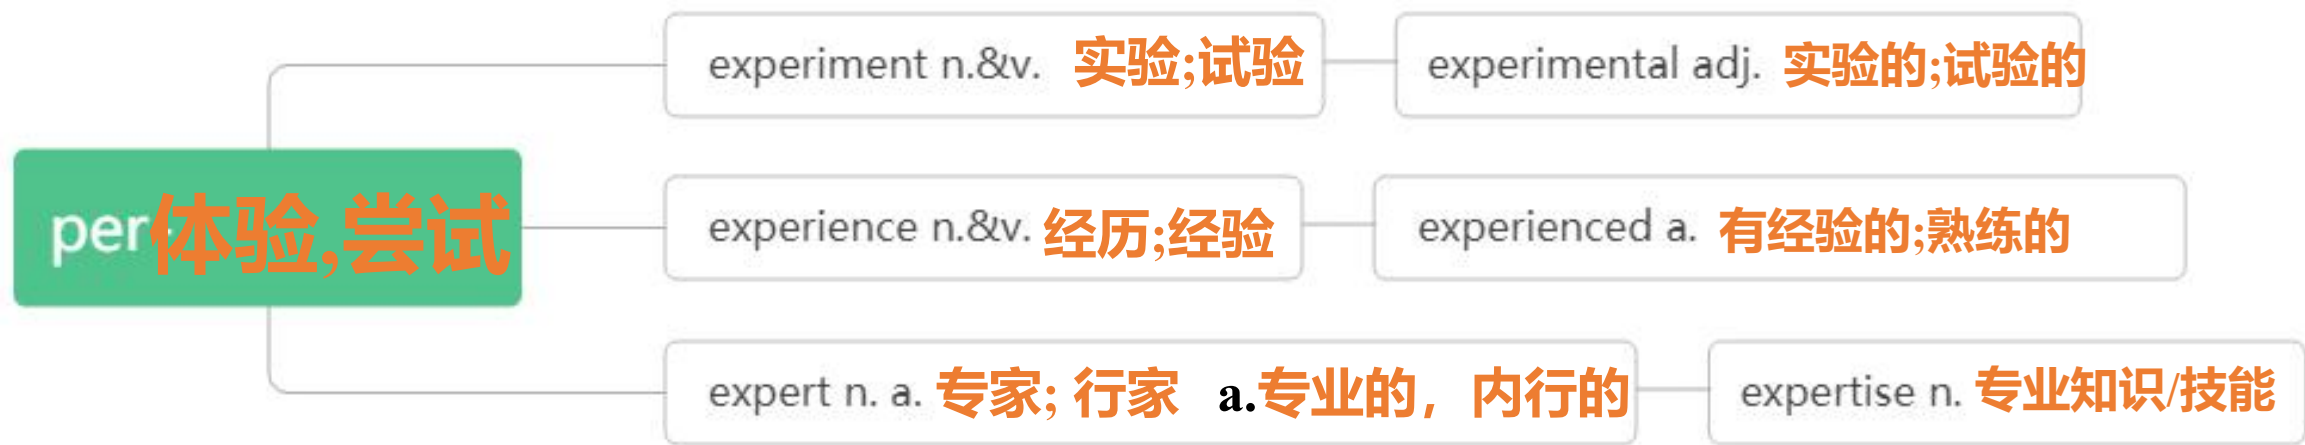 experiment n.&v. 实验;试验
experimental adj. 实验的;试验的
per 体验,尝试
experience n.&v. 经历;经验
experienced a. 有经验的;熟练的
expert n. a. 专家; 行家 a.专业的，内行的
expertise n. 专业知识/技能